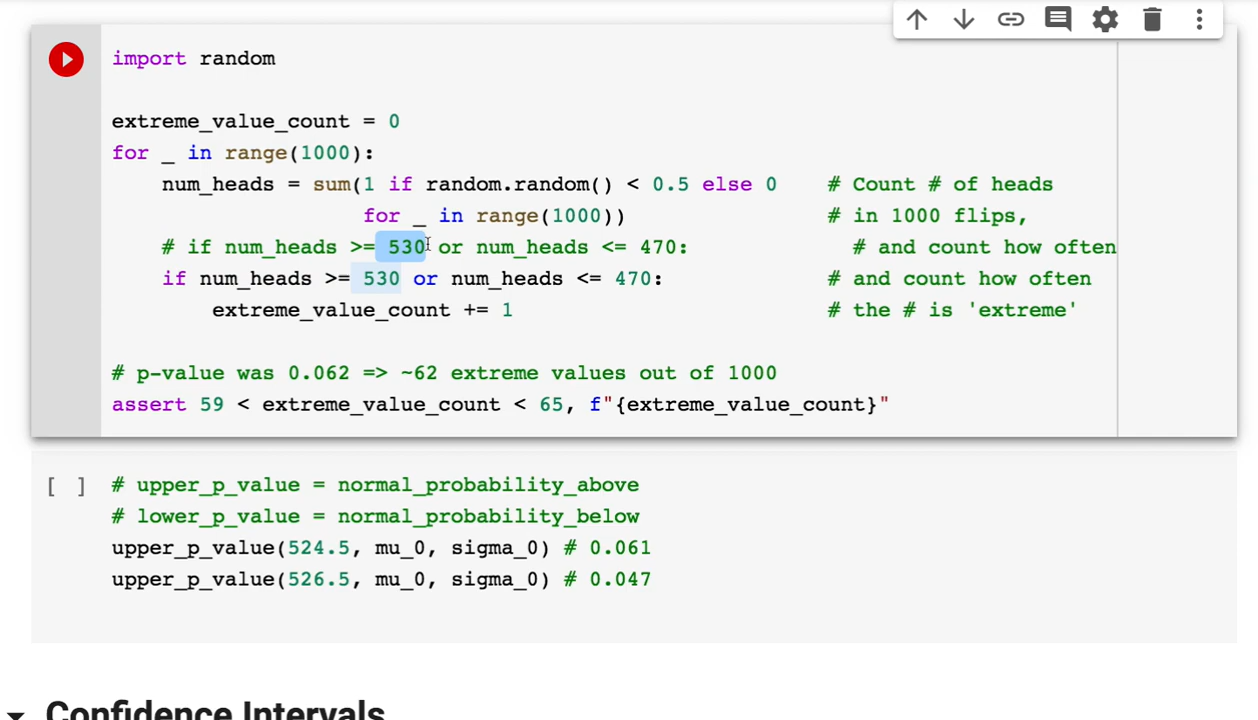 import random
extreme_value_count = 0
for _ in range(1000):
    num_heads = sum(1 if random.random() < 0.5 else 0    # Count # of heads
                    for _ in range(1000))                # in 1000 flips,
    # if num_heads >= 530 or num_heads <= 470:             # and count how often
    if num_heads >= 530 or num_heads <= 470:             # and count how often
        extreme_value_count += 1                         # the # is 'extreme'
# p-value was 0.062 => ~62 extreme values out of 1000
assert 59 < extreme_value_count < 65, f"{extreme_value_count}"
[ ] # upper_p_value = normal_probability_above
# lower_p_value = normal_probability_below
upper_p_value(524.5, mu_0, sigma_0) # 0.061
upper_p_value(526.5, mu_0, sigma_0) # 0.047
Confidence Intervals